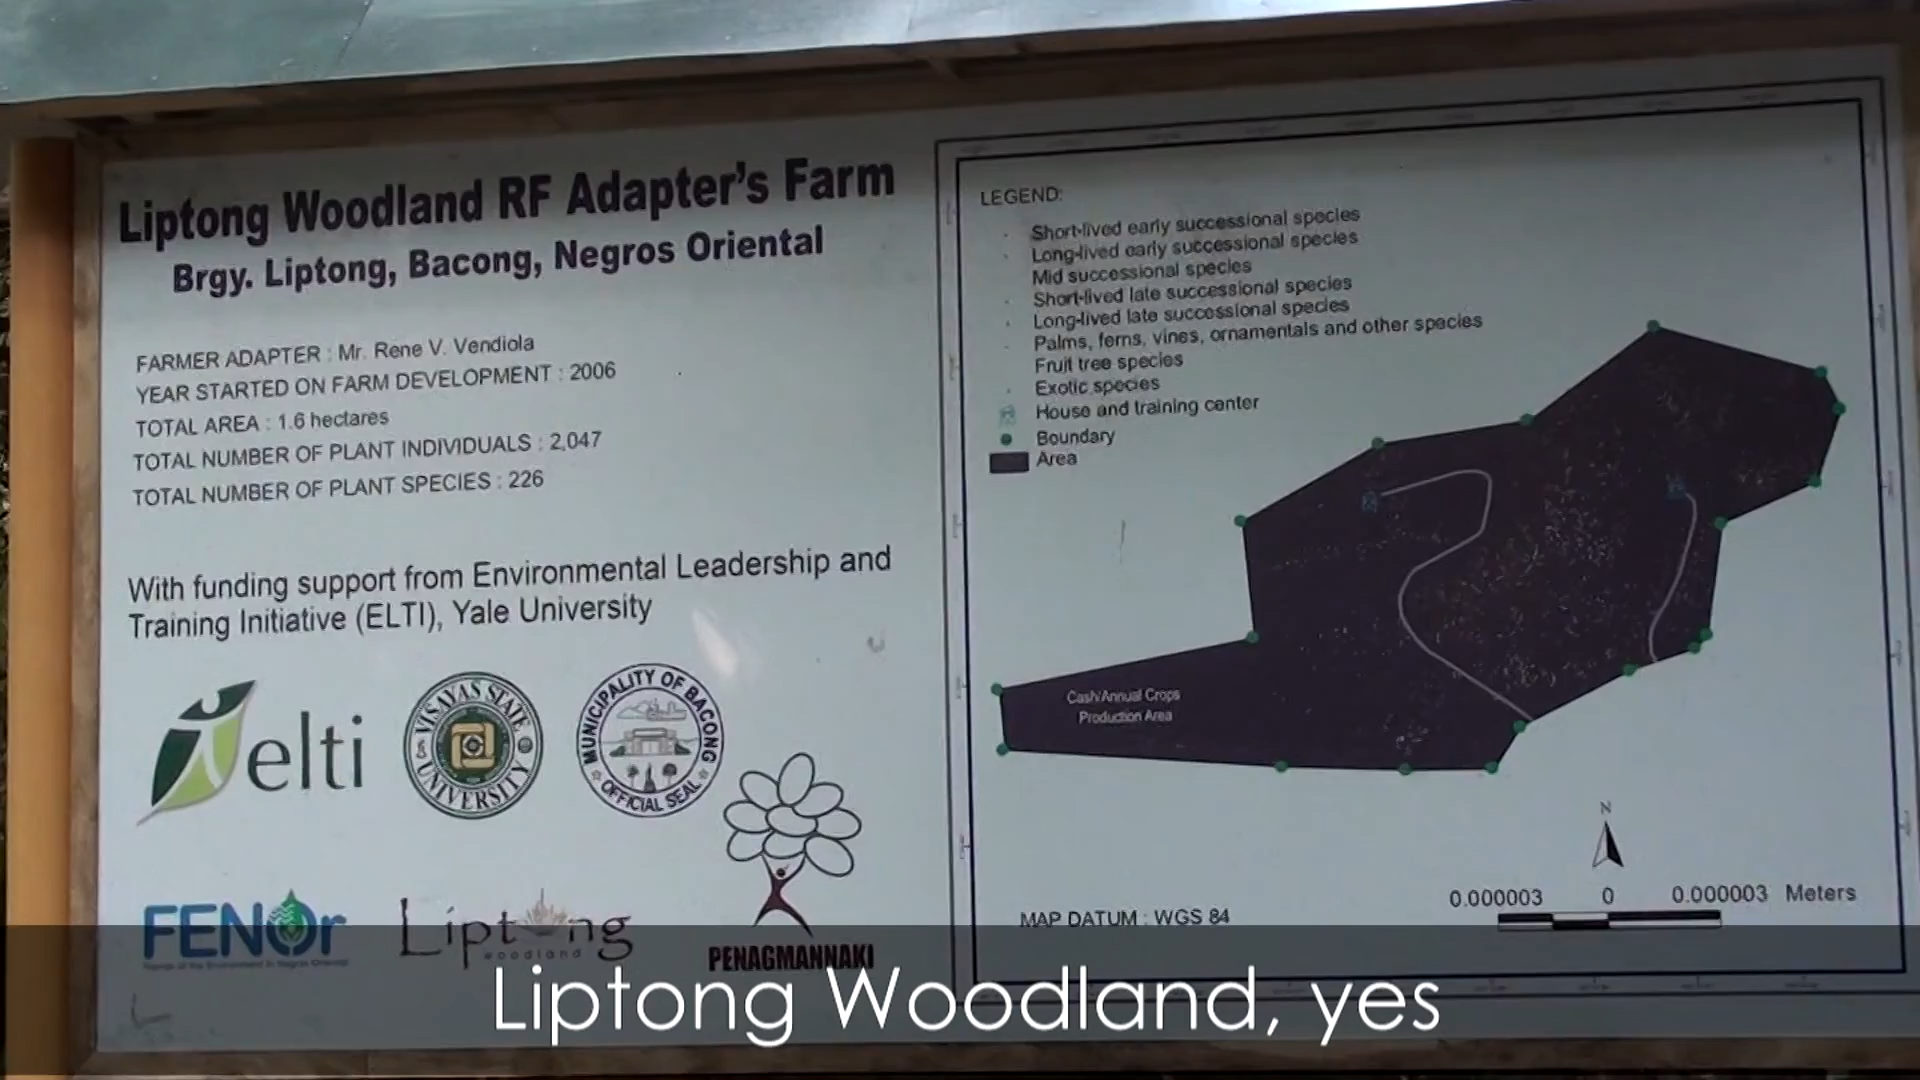 Liptong Woodland RF Adapter's Farm
Brgy. Liptong, Bacong, Negros Oriental
FARMER ADAPTER : Mr. Rene V. Vendiola
YEAR STARTED ON FARM DEVELOPMENT : 2006
TOTAL AREA : 1.6 hectares
TOTAL NUMBER OF PLANT INDIVIDUALS : 2,047
TOTAL NUMBER OF PLANT SPECIES : 226
With funding support from Environmental Leadership and
Training Initiative (ELTI), Yale University
elti
VISAYAS STATE UNIVERSITY
MUNICIPALITY OF BACONG
OFFICIAL SEAL
FENOr
Liptong
woodland
PENAGMANNAKI
LEGEND:
Short-lived early successional species
Long-lived early successional species
Mid successional species
Short-lived late successional species
Long-lived late successional species
Palms, ferns, vines, ornamentals and other species
Fruit tree species
Exotic species
House and training center
Boundary
Area
Cash/Annual Crops
Production Area
N
0.000003 0 0.000003 Meters
MAP DATUM : WGS 84
Liptong Woodland, yes